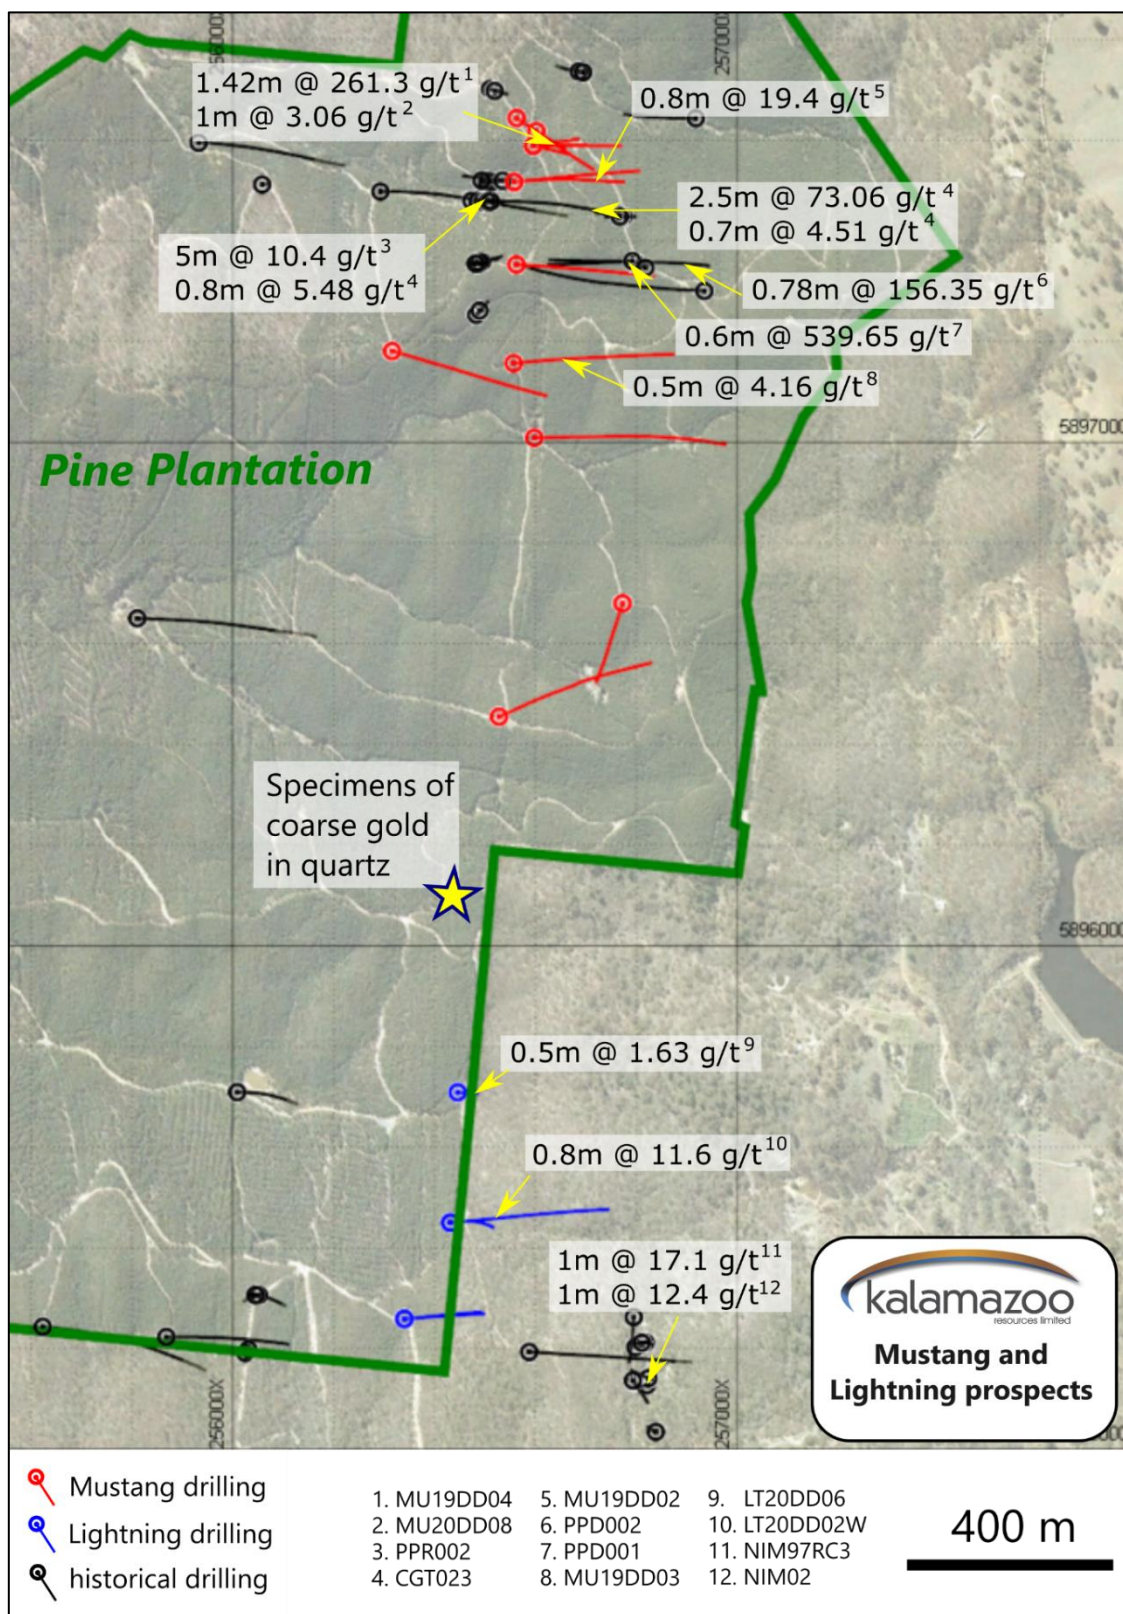 256000X
257000X
1.42m @ 261.3 g/t1
1m @ 3.06 g/t2
0.8m @ 19.4 g/t5
2.5m @ 73.06 g/t4
0.7m @ 4.51 g/t4
5m @ 10.4 g/t3
0.8m @ 5.48 g/t4
0.78m @ 156.35 g/t6
0.6m @ 539.65 g/t7
0.5m @ 4.16 g/t8
5897000
Pine Plantation
Specimens of
coarse gold
in quartz
5896000
0.5m @ 1.63 g/t9
0.8m @ 11.6 g/t10
1m @ 17.1 g/t11
1m @ 12.4 g/t12
kalamazoo
resources limited
Mustang and
Lightning prospects
256000X
257000X
Mustang drilling
Lightning drilling
historical drilling
1. MU19DD04
2. MU20DD08
3. PPR002
4. CGT023
5. MU19DD02
6. PPD002
7. PPD001
8. MU19DD03
9. LT20DD06
10. LT20DD02W
11. NIM97RC3
12. NIM02
400 m